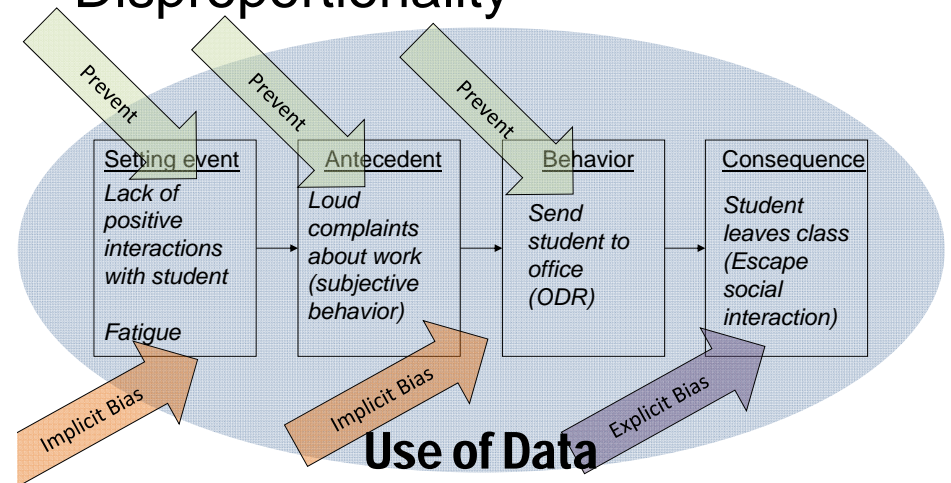 Disproportionality
Prevent
Prevent
Prevent
Setting event
Lack of
positive
interactions
with student
Fatigue
Antecedent
Loud
complaints
about work
(subjective
behavior)
Behavior
Send
student to
office
(ODR)
Consequence
Student
leaves class
(Escape
social
interaction)
Implicit Bias
Implicit Bias
Explicit Bias
Use of Data